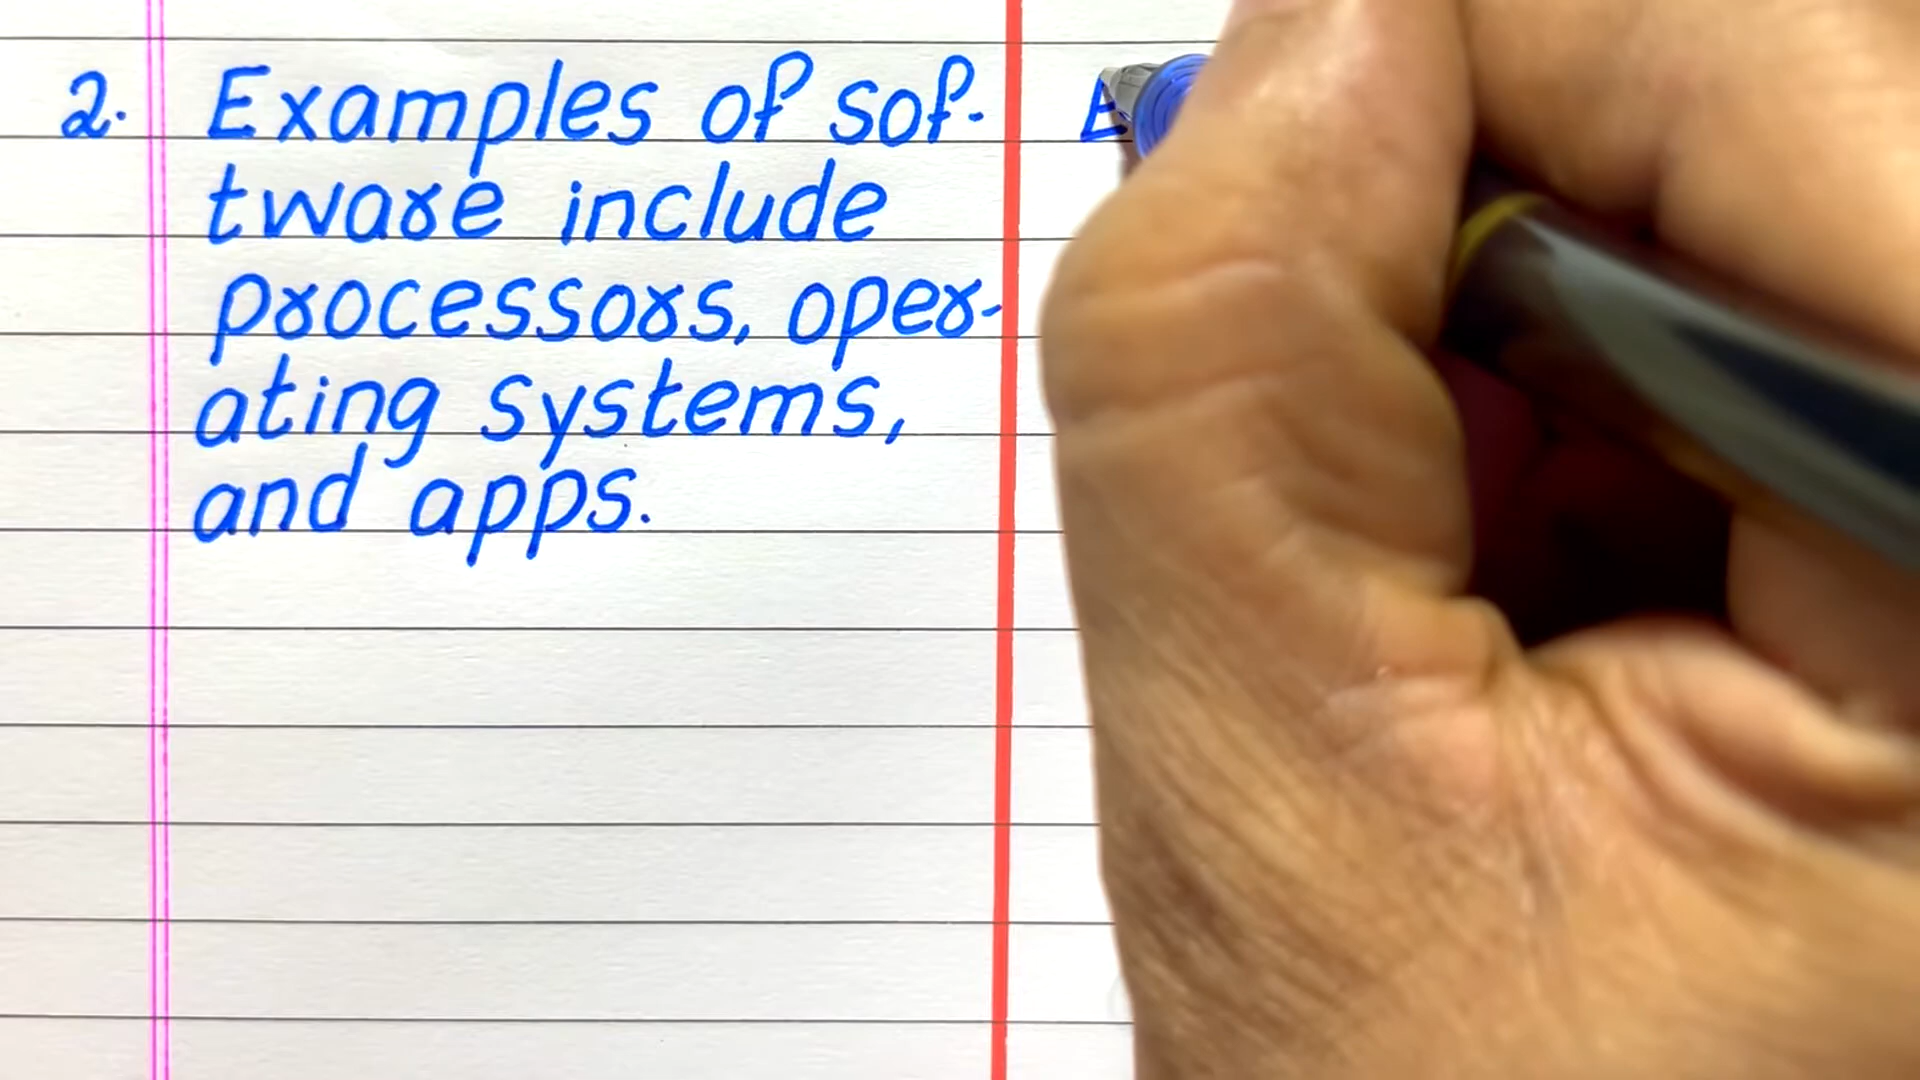 2. Examples of sof-
tware include
processors, oper-
ating systems,
and apps.
E